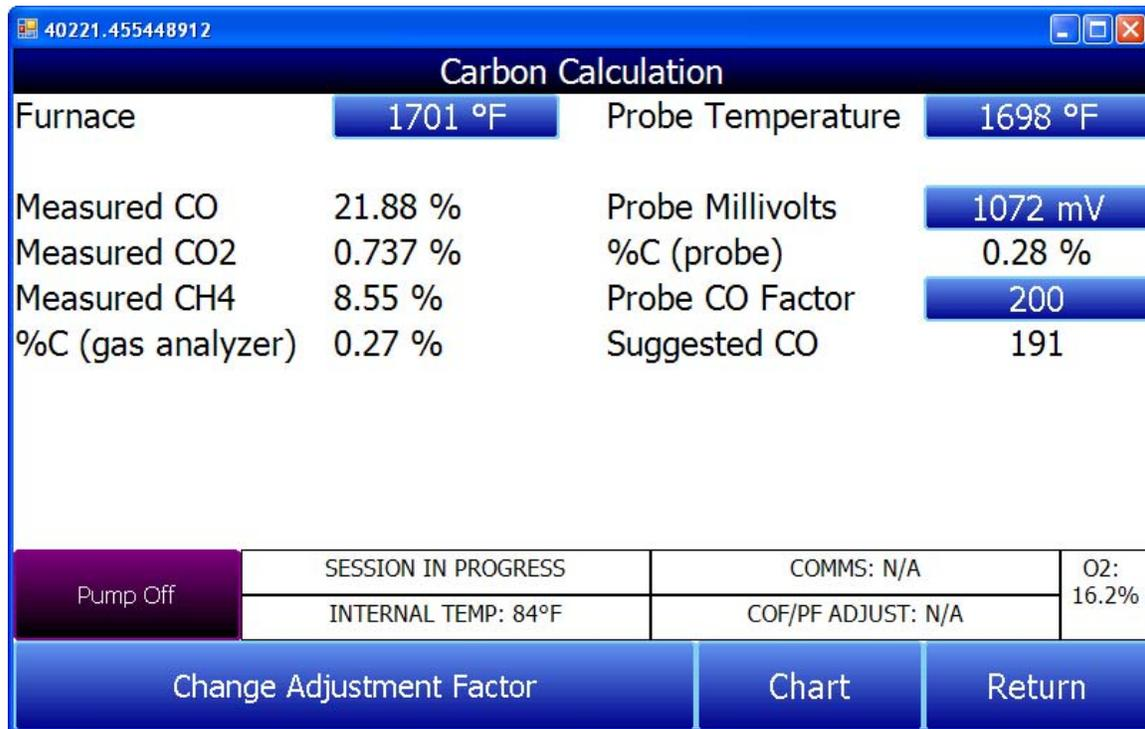 40221.455448912
Carbon Calculation
Furnace 1701 °F Probe Temperature 1698 °F
Measured CO 21.88 % Probe Millivolts 1072 mV
Measured CO2 0.737 % %C (probe) 0.28 %
Measured CH4 8.55 % Probe CO Factor 200
%C (gas analyzer) 0.27 % Suggested CO 191
Pump Off
SESSION IN PROGRESS COMMS: N/A O2:
16.2%
INTERNAL TEMP: 84°F COF/PF ADJUST: N/A
Change Adjustment Factor Chart Return